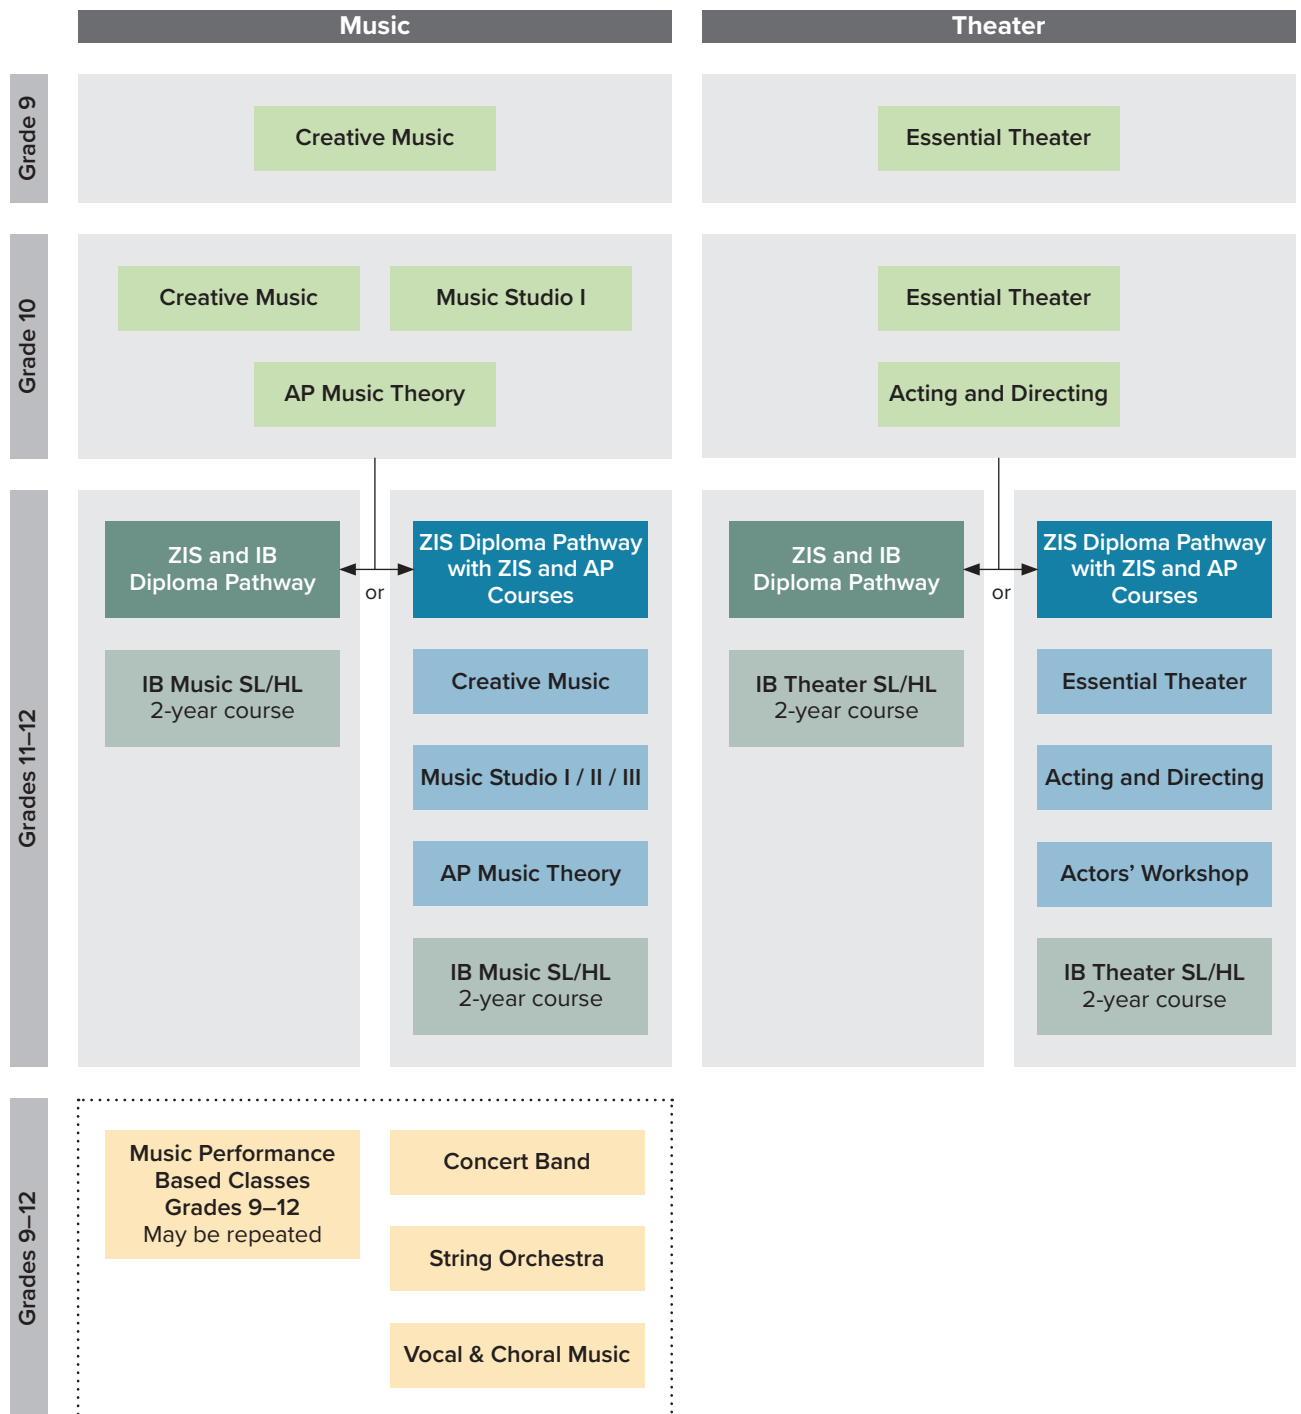 Music
Theater
Grade 9
Creative Music
Essential Theater
Grade 10
Creative Music
Music Studio I
AP Music Theory
Essential Theater
Acting and Directing
Grades 11–12
ZIS and IB
Diploma Pathway
or
ZIS Diploma Pathway
with ZIS and AP
Courses
IB Music SL/HL
2-year course
Creative Music
Music Studio I / II / III
AP Music Theory
IB Music SL/HL
2-year course
ZIS and IB
Diploma Pathway
or
ZIS Diploma Pathway
with ZIS and AP
Courses
IB Theater SL/HL
2-year course
Essential Theater
Acting and Directing
Actors’ Workshop
IB Theater SL/HL
2-year course
Grades 9–12
Music Performance
Based Classes
Grades 9–12
May be repeated
Concert Band
String Orchestra
Vocal & Choral Music